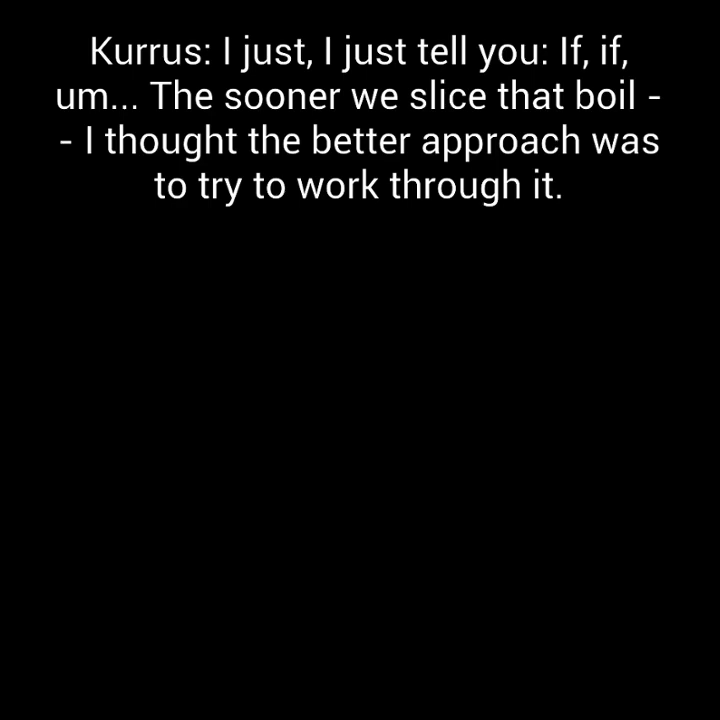 Kurrus: I just, I just tell you: If, if,
um... The sooner we slice that boil -
- I thought the better approach was
to try to work through it.